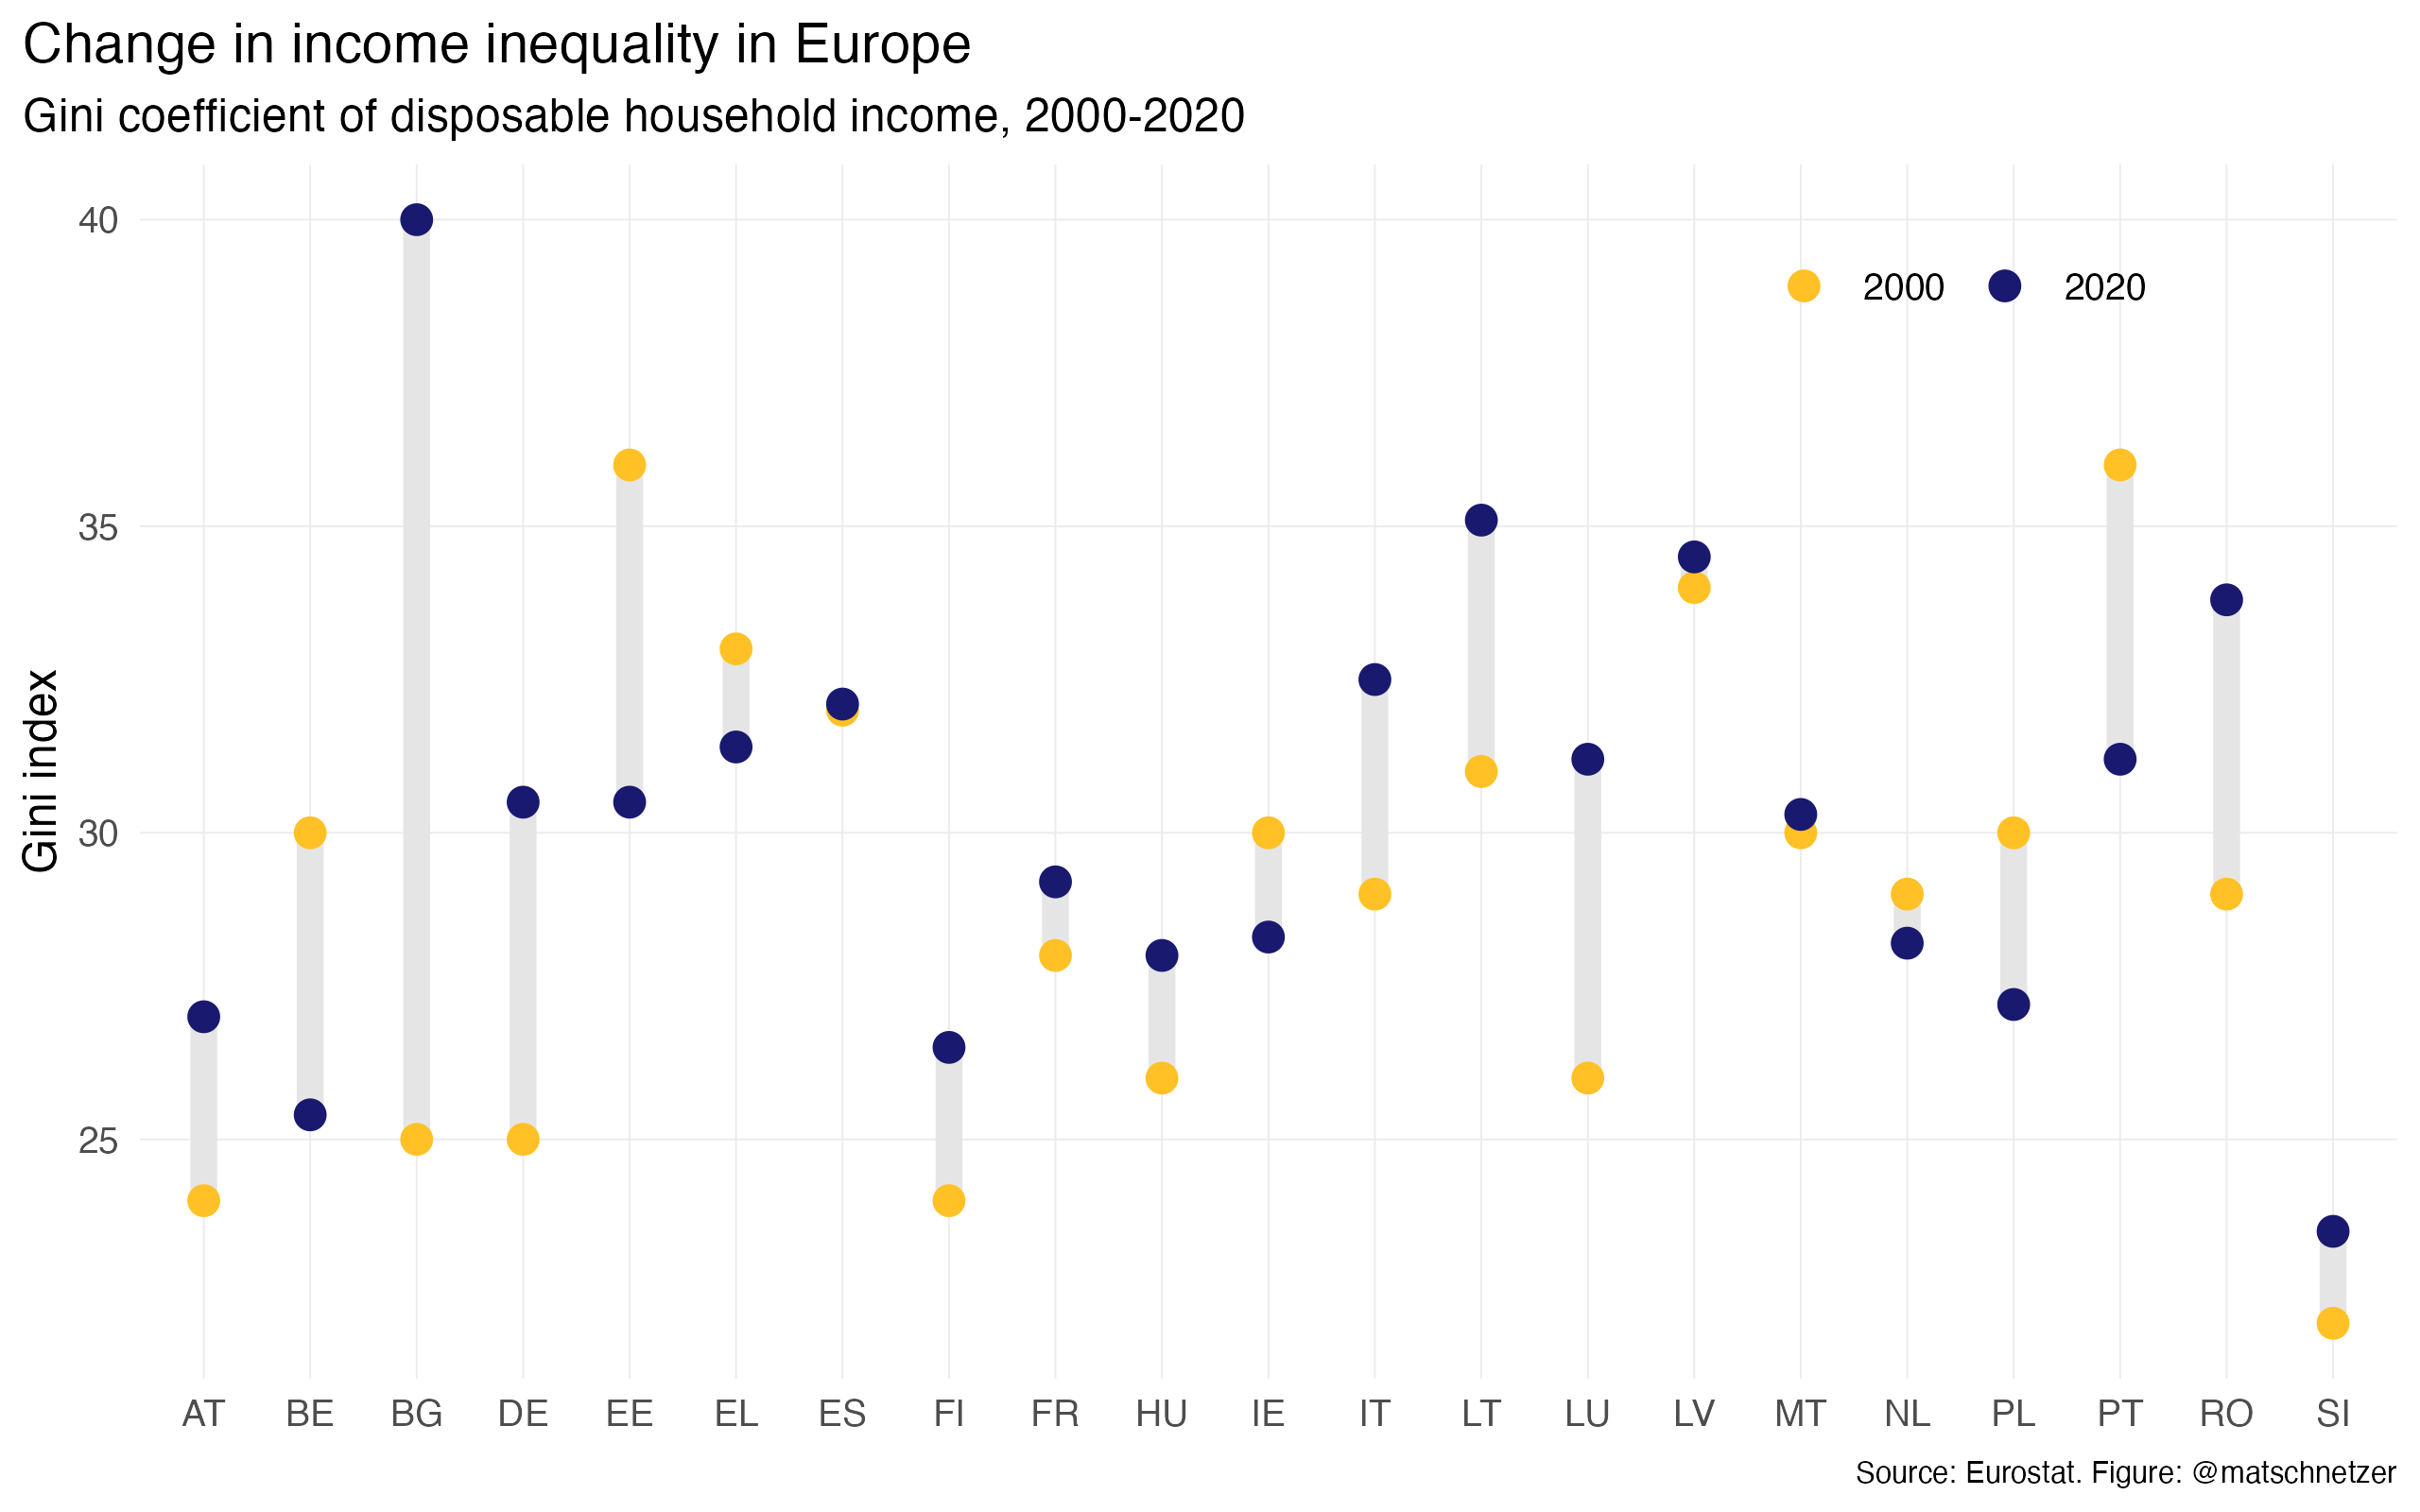 Change in income inequality in Europe
Gini coefficient of disposable household income, 2000-2020
40
2000 2020
35
Gini index
30
25
AT BE BG DE EE EL ES FI FR HU IE IT LT LU LV MT NL PL PT RO SI
Source: Eurostat. Figure: @matschnetzer